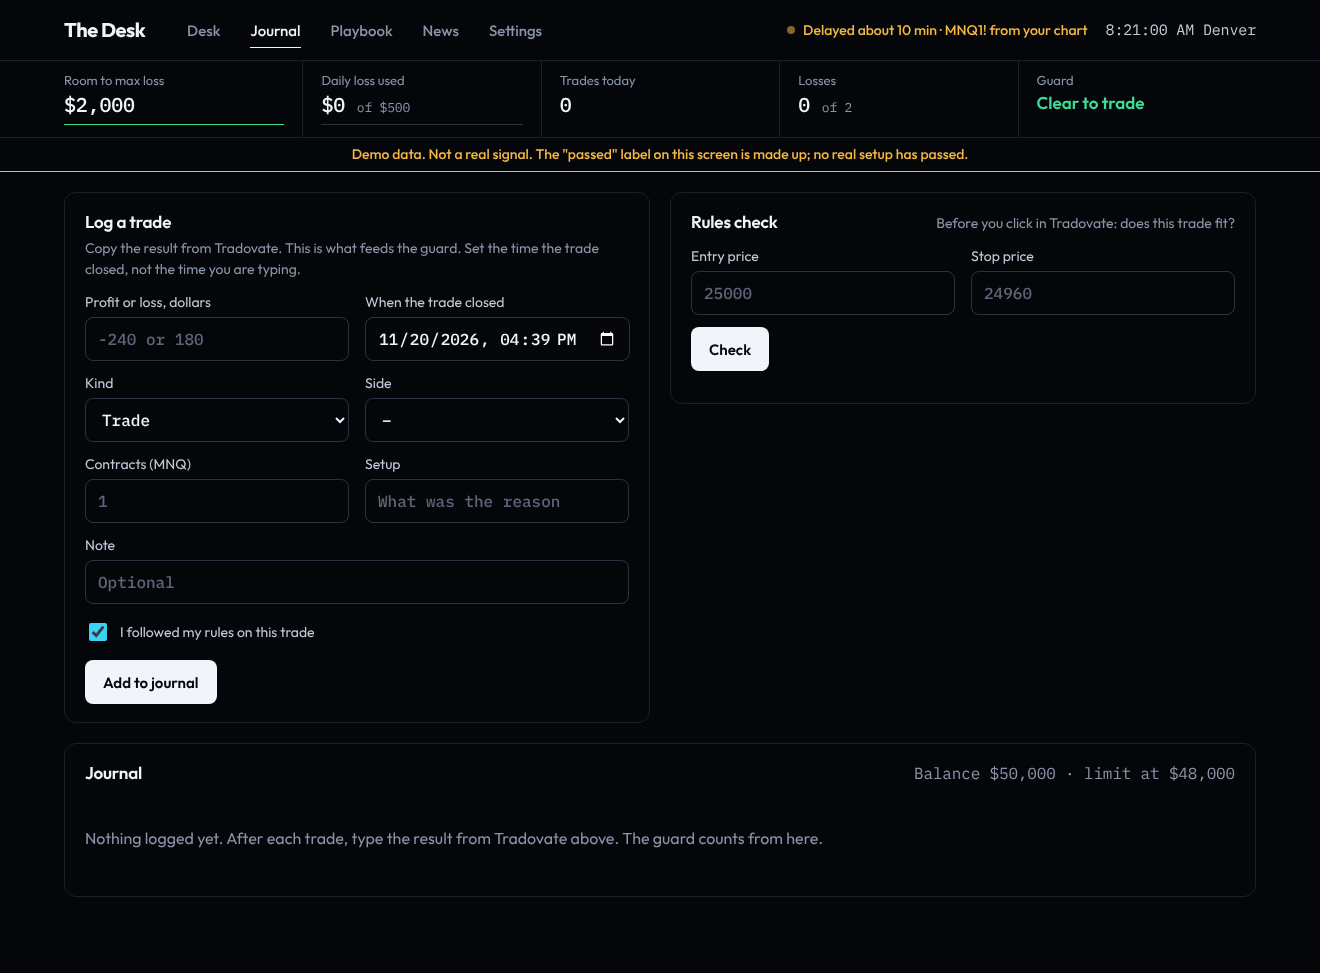 The Desk
Desk
Journal
Playbook
News
Settings
Delayed about 10 min · MNQ1! from your chart
8:21:00 AM Denver
Room to max loss
$2,000
Daily loss used
$0 of $500
Trades today
0
Losses
0 of 2
Guard
Clear to trade
Demo data. Not a real signal. The "passed" label on this screen is made up; no real setup has passed.
Log a trade
Copy the result from Tradovate. This is what feeds the guard. Set the time the trade
closed, not the time you are typing.
Profit or loss, dollars
-240 or 180
When the trade closed
11/20/2026, 04:39 PM
Kind
Trade
Side
–
Contracts (MNQ)
1
Setup
What was the reason
Note
Optional
I followed my rules on this trade
Add to journal
Rules check
Before you click in Tradovate: does this trade fit?
Entry price
25000
Stop price
24960
Check
Journal
Balance $50,000 · limit at $48,000
Nothing logged yet. After each trade, type the result from Tradovate above. The guard counts from here.